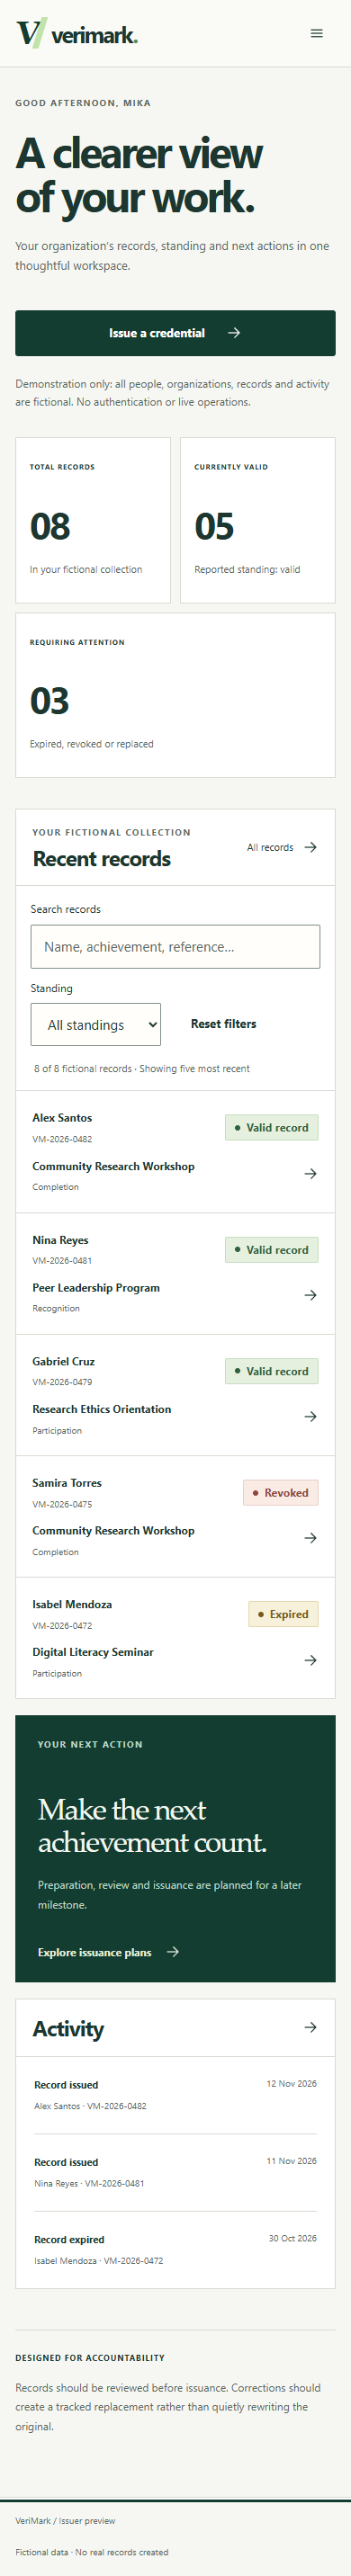 V verimark.
GOOD AFTERNOON, MIKA
A clearer view
of your work.
Your organization's records, standing and next actions in one
thoughtful workspace.
Issue a credential
Demonstration only: all people, organizations, records and activity
are fictional. No authentication or live operations.
TOTAL RECORDS
08
In your fictional collection
CURRENTLY VALID
05
Reported standing: valid
REQUIRING ATTENTION
03
Expired, revoked or replaced
YOUR FICTIONAL COLLECTION
Recent records
All records
Search records
Name, achievement, reference...
Standing
All standings
Reset filters
8 of 8 fictional records · Showing five most recent
Alex Santos
VM-2026-0482
Valid record
Community Research Workshop
Completion
Nina Reyes
VM-2026-0481
Valid record
Peer Leadership Program
Recognition
Gabriel Cruz
VM-2026-0479
Valid record
Research Ethics Orientation
Participation
Samira Torres
VM-2026-0475
Revoked
Community Research Workshop
Completion
Isabel Mendoza
VM-2026-0472
Expired
Digital Literacy Seminar
Participation
YOUR NEXT ACTION
Make the next
achievement count.
Preparation, review and issuance are planned for a later
milestone.
Explore issuance plans
Activity
Record issued
12 Nov 2026
Alex Santos · VM-2026-0482
Record issued
11 Nov 2026
Nina Reyes · VM-2026-0481
Record expired
30 Oct 2026
Isabel Mendoza · VM-2026-0472
DESIGNED FOR ACCOUNTABILITY
Records should be reviewed before issuance. Corrections should
create a tracked replacement rather than quietly rewriting the
original.
VeriMark / Issuer preview
Fictional data · No real records created